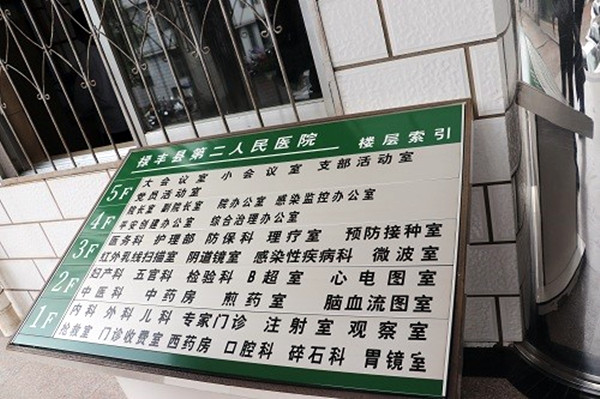 禄丰县第二人民医院 楼层索引
5F 大会议室 小会议室 支部活动室
党员活动室
4F 院长室 副院长室 院办公室 感染监控办公室
平安创建办公室 综合治理办公室
3F 医务科 护理部 防保科 理疗室 预防接种室
红外乳线扫描室 阴道镜室 感染性疾病科 微波室
2F 妇产科 五官科 检验科 B超室 心电图室
中医科 中药房 煎药室 脑血流图室
1F 内科 外科 儿科 专家门诊 注射室 观察室
抢救室 门诊收费室 西药房 口腔科 碎石科 胃镜室